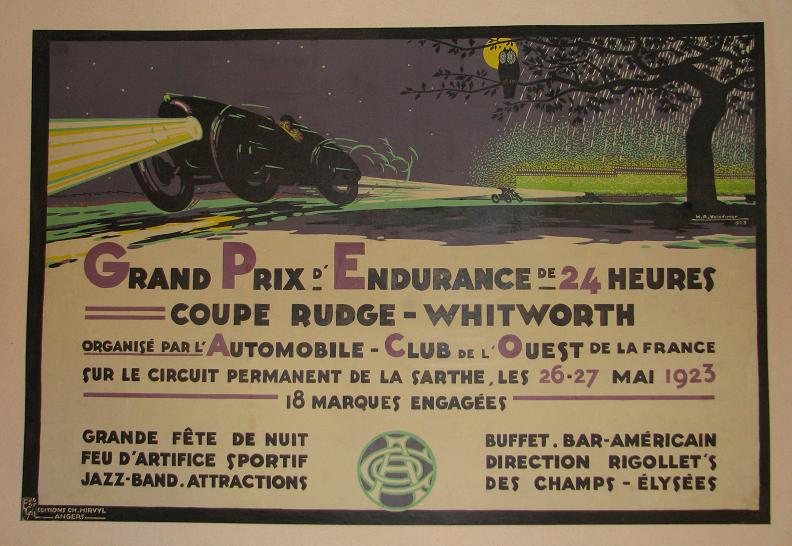 H.A. Volodimer
1923
GRAND PRIX D' ENDURANCE DE 24 HEURES
COUPE RUDGE - WHITWORTH
ORGANISÉ PAR L'AUTOMOBILE - CLUB DE L'OUEST DE LA FRANCE
SUR LE CIRCUIT PERMANENT DE LA SARTHE, LES 26-27 MAI 1923
18 MARQUES ENGAGÉES
GRANDE FÊTE DE NUIT
FEU D'ARTIFICE SPORTIF
JAZZ-BAND. ATTRACTIONS
BUFFET. BAR-AMÉRICAIN
DIRECTION RIGOLLET'S
DES CHAMPS - ÉLYSÉES
EDITIONS CH. HIRVYL
ANGERS